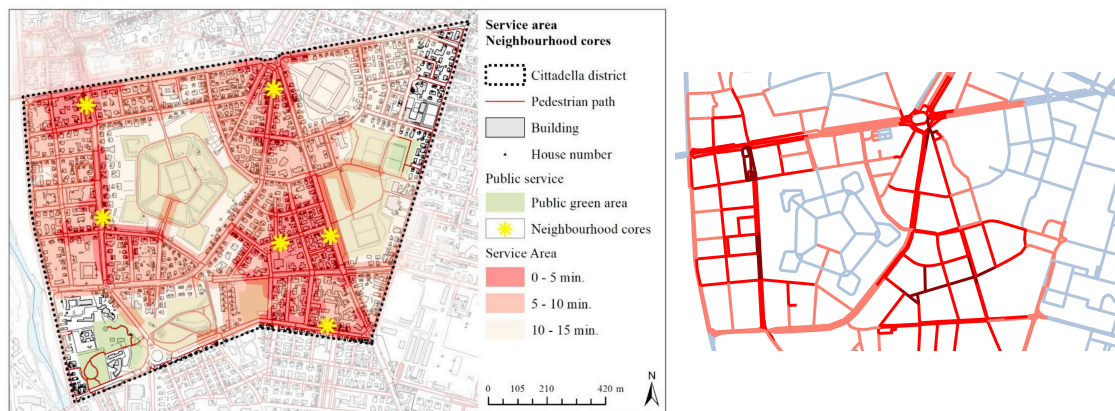 Service area
Neighbourhood cores
Cittadella district
Pedestrian path
Building
House number
Public service
Public green area
Neighbourhood cores
Service Area
0 - 5 min.
5 - 10 min.
10 - 15 min.
0 105 210 420 m
N